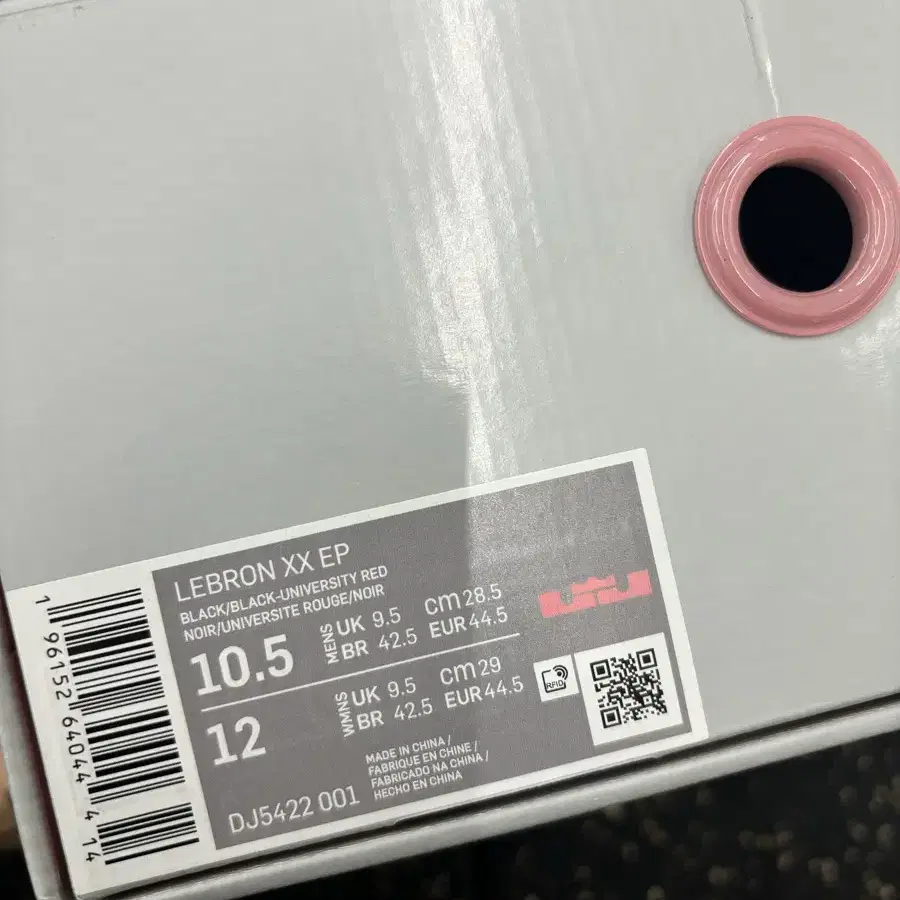 LEBRON XX EP
BLACK/BLACK-UNIVERSITY RED
NOIR/UNIVERSITE ROUGE/NOIR
10.5
MENS
UK 9.5 cm 28.5
BR 42.5 EUR 44.5
12
WMNS
UK 9.5 cm 29
BR 42.5 EUR 44.5
RFID
DJ5422 001
MADE IN CHINA /
FABRIQUE EN CHINE /
FABRICADO NA CHINA /
HECHO EN CHINA
1 96152 64044 4 14